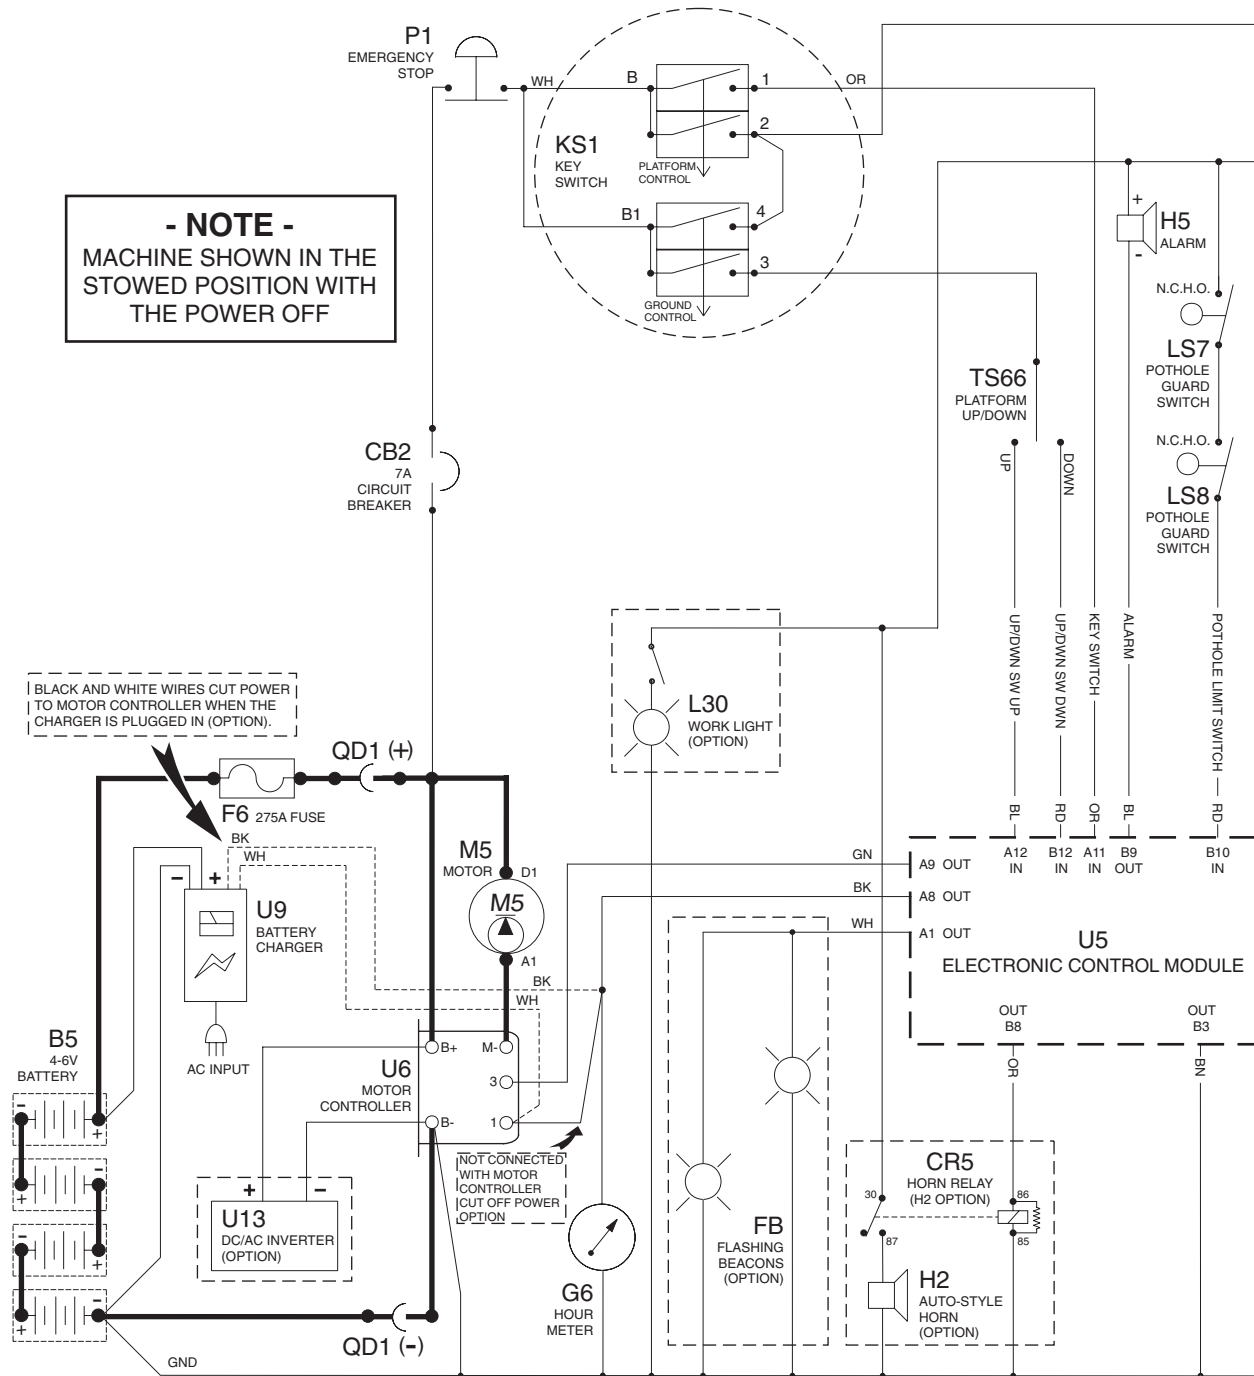 P1
EMERGENCY
STOP
WH
B
1
OR
2
KS1
KEY
SWITCH
PLATFORM
CONTROL
B1
4
3
GROUND
CONTROL
- NOTE -
MACHINE SHOWN IN THE
STOWED POSITION WITH
THE POWER OFF
+
H5
ALARM
-
N.C.H.O.
LS7
POTHOLE
GUARD
SWITCH
TS66
PLATFORM
UP/DOWN
UP
DOWN
N.C.H.O.
LS8
POTHOLE
GUARD
SWITCH
CB2
7A
CIRCUIT
BREAKER
UP/DWN SW UP
UP/DWN SW DWN
KEY SWITCH
ALARM
POTHOLE LIMIT SWITCH
BL
RD
OR
BL
RD
L30
WORK LIGHT
(OPTION)
BLACK AND WHITE WIRES CUT POWER
TO MOTOR CONTROLLER WHEN THE
CHARGER IS PLUGGED IN (OPTION).
QD1 (+)
F6 275A FUSE
BK
WH
- +
U9
BATTERY
CHARGER
AC INPUT
M5
MOTOR
D1
M5
A1
BK
WH
GN
BK
WH
A9 OUT
A8 OUT
A1 OUT
A12
IN
B12
IN
A11
IN
B9
OUT
B10
IN
U5
ELECTRONIC CONTROL MODULE
OUT
B8
OUT
B3
OR
BN
B5
4-6V
BATTERY
-
+
+
-
-
+
+
-
U6
MOTOR
CONTROLLER
B+
M-
3
B-
1
NOT CONNECTED
WITH MOTOR
CONTROLLER
CUT OFF POWER
OPTION
+ -
U13
DC/AC INVERTER
(OPTION)
QD1 (-)
GND
G6
HOUR
METER
FB
FLASHING
BEACONS
(OPTION)
CR5
HORN RELAY
(H2 OPTION)
30
87
86
85
H2
AUTO-STYLE
HORN
(OPTION)